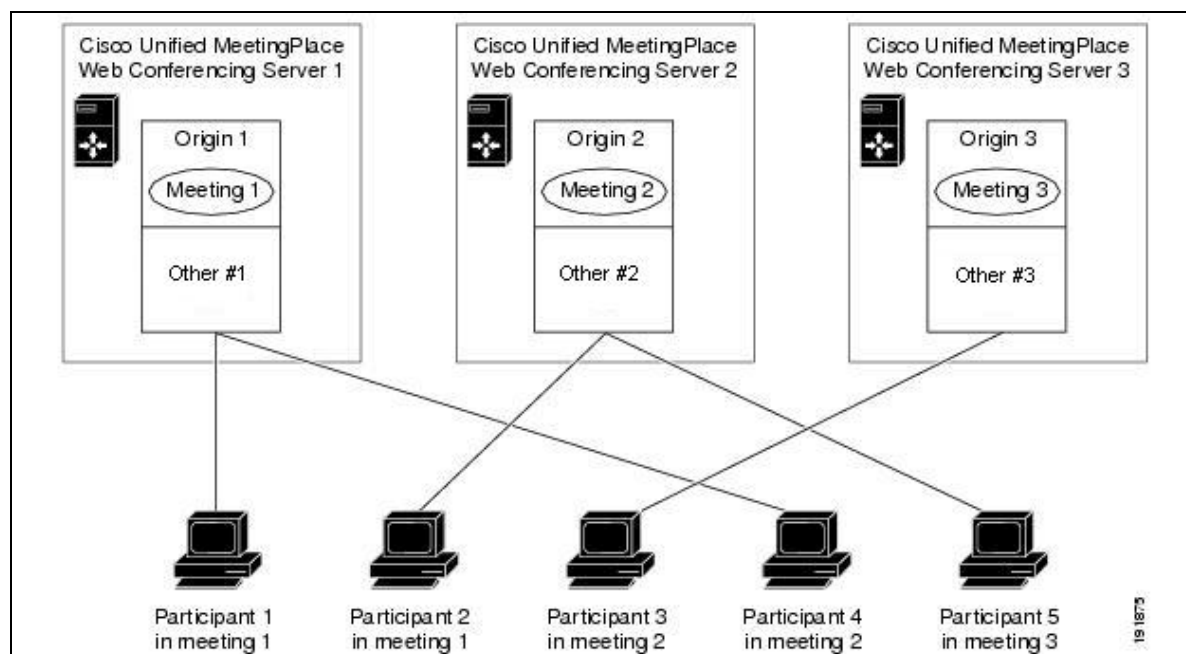 Cisco Unified MeetingPlace
Web Conferencing Server 1
Origin 1
Meeting 1
Other #1
Cisco Unified MeetingPlace
Web Conferencing Server 2
Origin 2
Meeting 2
Other #2
Cisco Unified MeetingPlace
Web Conferencing Server 3
Origin 3
Meeting 3
Other #3
Participant 1
in meeting 1
Participant 2
in meeting 1
Participant 3
in meeting 2
Participant 4
in meeting 2
Participant 5
in meeting 3
191875